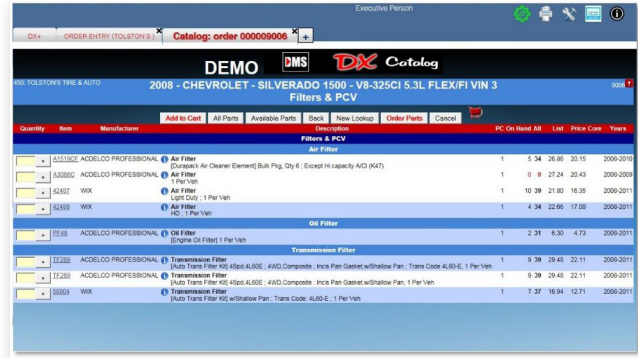 Executive Person
DX+
ORDER ENTRY (TOLSTON'S )
Catalog: order 000009006
+
DEMO DMS DX Catalog
450: TOLSTON'S TIRE & AUTO
2008 - CHEVROLET - SILVERADO 1500 - V8-325CI 5.3L FLEX/FI VIN 3
9006
Filters & PCV
Add to Cart All Parts Available Parts Back New Lookup Order Parts Cancel
Quantity Item Manufacturer Description PC On Hand All List Price Core Years
Filters & PCV
Air Filter
A1519CF ACDELCO PROFESSIONAL Air Filter 1 5 34 26.86 20.15 2008-2010
[Durapack Air Cleaner Element] Bulk Pkg, Qty 6 ; Except Hi capacity A/Cl (K47)
A3086C ACDELCO PROFESSIONAL Air Filter 1 0 0 27.24 20.43 2008-2009
1 Per Veh
42487 WIX Air Filter 1 10 39 21.80 16.35 2008-2011
Light Duty ; 1 Per Veh
42488 WIX Air Filter 1 4 34 22.66 17.00 2008-2011
HD ; 1 Per Veh
Oil Filter
PF48 ACDELCO PROFESSIONAL Oil Filter 1 2 31 6.30 4.73 2008-2011
[Engine Oil Filter] 1 Per Veh
Transmission Filter
TF289 ACDELCO PROFESSIONAL Transmission Filter 1 9 39 29.48 22.11 2008-2011
[Auto Trans Filter Kit] 4Spd,4L60E ; 4WD,Composite ; Incls Pan Gasket,w/Shallow Pan ; Trans Code 4L60-E, 1 Per Veh
TF289 ACDELCO PROFESSIONAL Transmission Filter 1 9 39 29.48 22.11 2008-2011
[Auto Trans Filter Kit] 4Spd,4L60E ; 4WD,Composite ; Incls Pan Gasket,w/Shallow Pan, 1 Per Veh
58904 WIX Transmission Filter 1 7 37 16.94 12.71 2008-2011
[Auto Trans Filter Kit] w/Shallow Pan ; Trans Code: 4L60-E ; 1 Per Veh